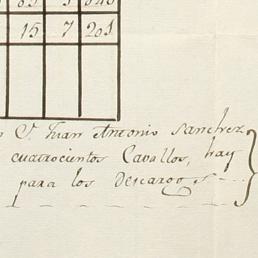 15 7 201
Juan Antonio Sanchez
cuatrocientos Cavallos, hay
para los Descargos